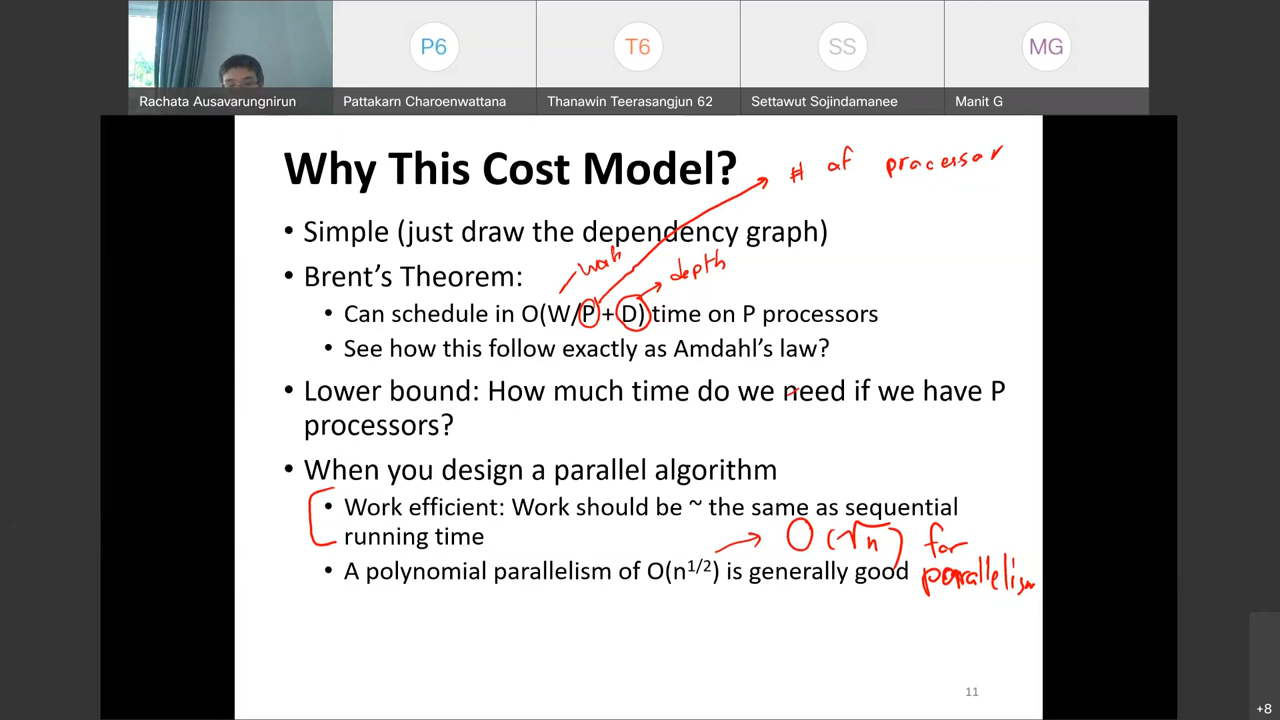 P6
T6
SS
MG
Rachata Ausavarungnirun
Pattakarn Charoenwattana
Thanawin Teerasangjun 62
Settawut Sojindamanee
Manit G
Why This Cost Model?
# of processor
• Simple (just draw the dependency graph)
• Brent's Theorem:
work
depth
• Can schedule in O(W/P + D) time on P processors
• See how this follow exactly as Amdahl's law?
• Lower bound: How much time do we need if we have P
processors?
• When you design a parallel algorithm
• Work efficient: Work should be ~ the same as sequential
running time
O(√n) for
parallelism
• A polynomial parallelism of O(n^1/2) is generally good
11
+8